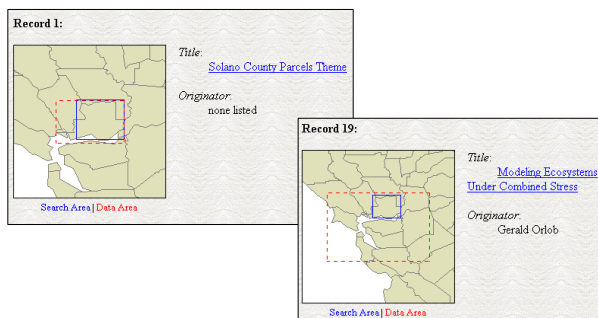 Record 1:
Title:
Solano County Parcels Theme
Originator:
none listed
Search Area | Data Area
Record 19:
Title:
Modeling Ecosystems
Under Combined Stress
Originator:
Gerald Orlob
Search Area | Data Area